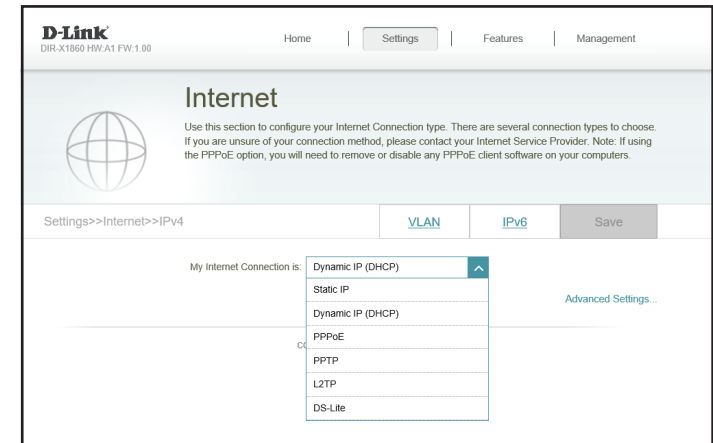 D-Link
DIR-X1860 HW:A1 FW:1.00
Home
Settings
Features
Management
Internet
Use this section to configure your Internet Connection type. There are several connection types to choose.
If you are unsure of your connection method, please contact your Internet Service Provider. Note: If using
the PPPoE option, you will need to remove or disable any PPPoE client software on your computers.
Settings>>Internet>>IPv4
VLAN
IPv6
Save
My Internet Connection is:
Dynamic IP (DHCP)
Static IP
Dynamic IP (DHCP)
PPPoE
PPTP
L2TP
DS-Lite
Advanced Settings...